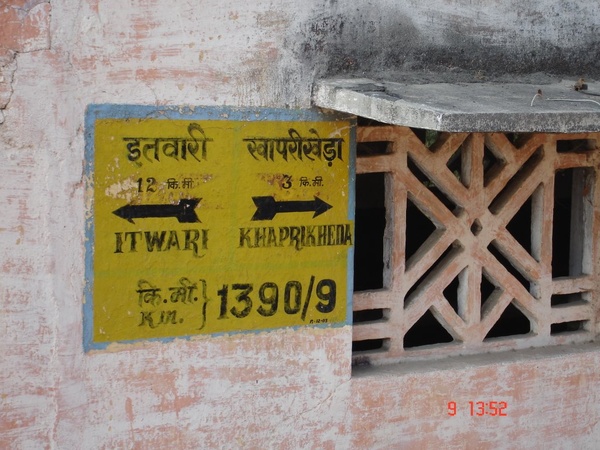 इतवारी
12 कि.मी.
ITWARI
खापरीखेड़ा
3 कि.मी.
KHAPRIKHEDA
कि.मी.
K.M. } 1390/9
9 13:52